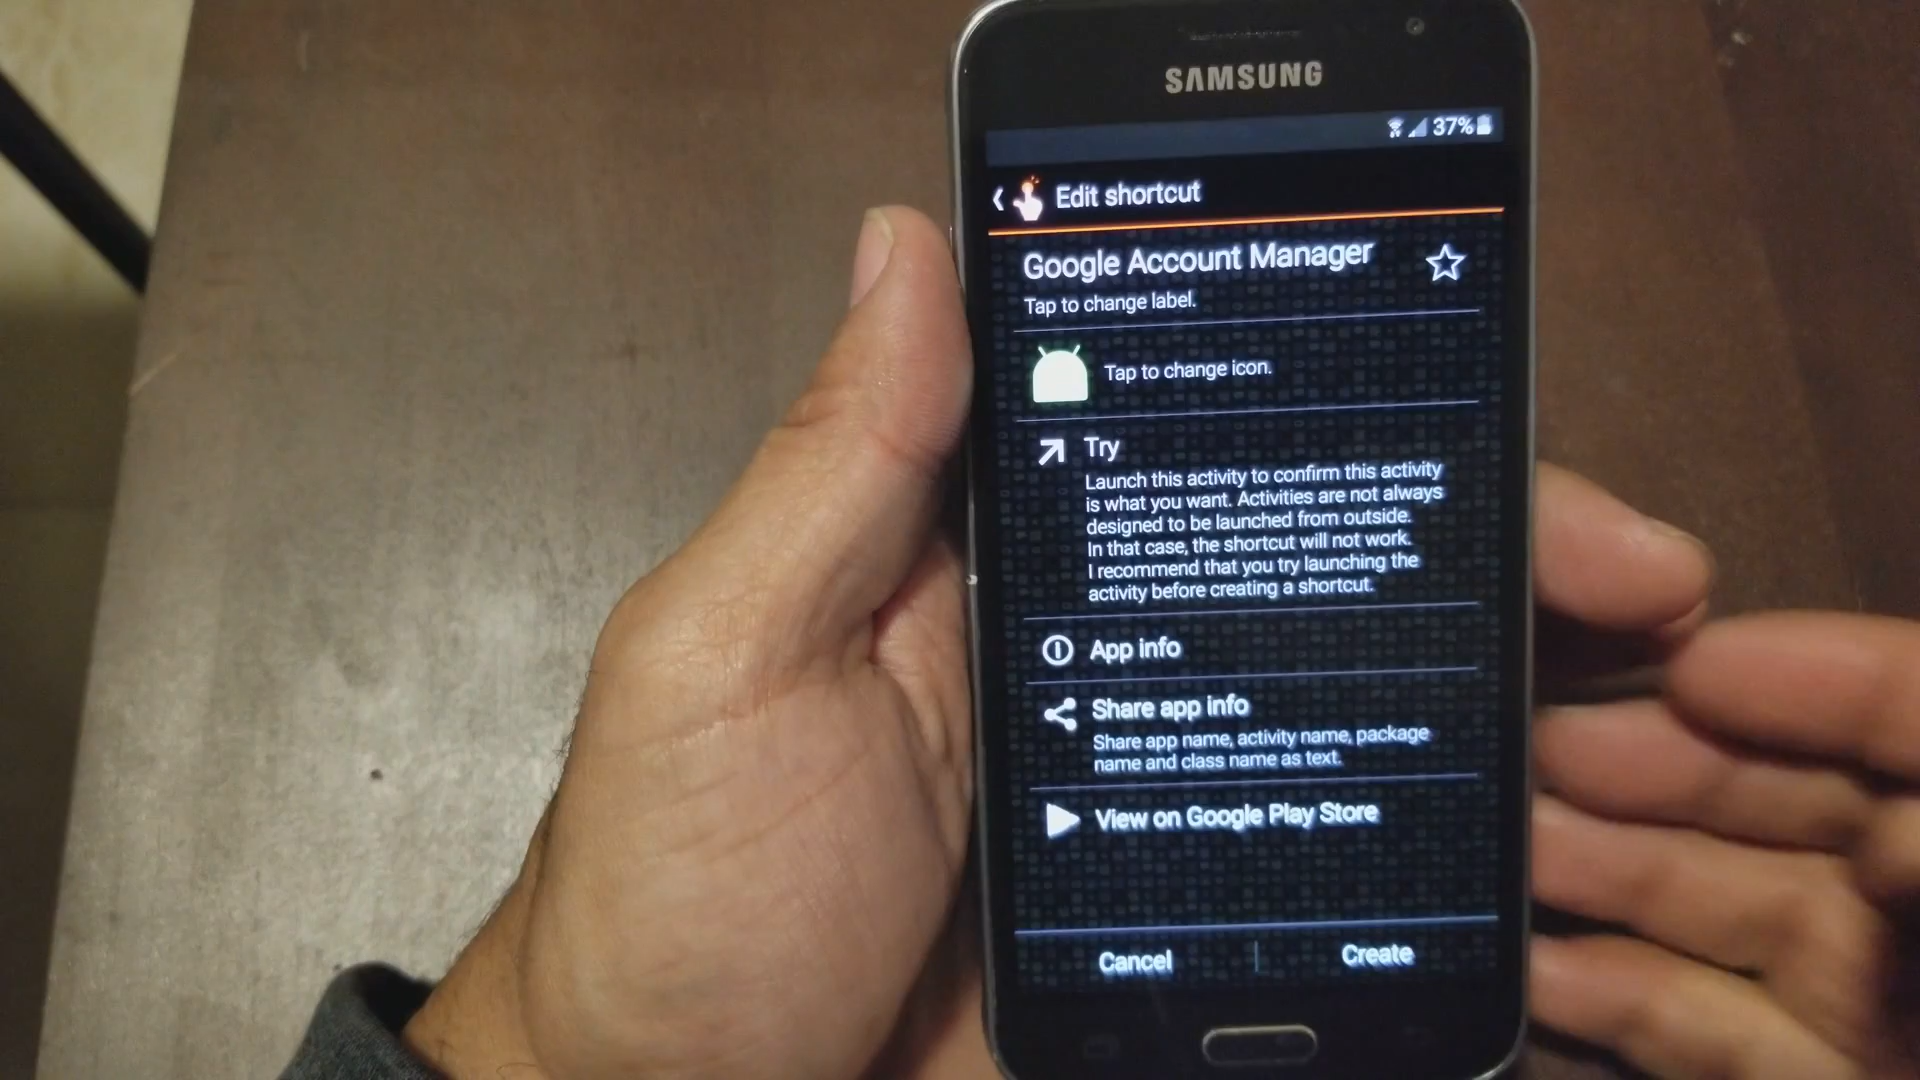 SAMSUNG
37%
Edit shortcut
Google Account Manager
Tap to change label.
Tap to change icon.
Try
Launch this activity to confirm this activity
is what you want. Activities are not always
designed to be launched from outside.
In that case, the shortcut will not work.
I recommend that you try launching the
activity before creating a shortcut.
App info
Share app info
Share app name, activity name, package
name and class name as text.
View on Google Play Store
Cancel
Create